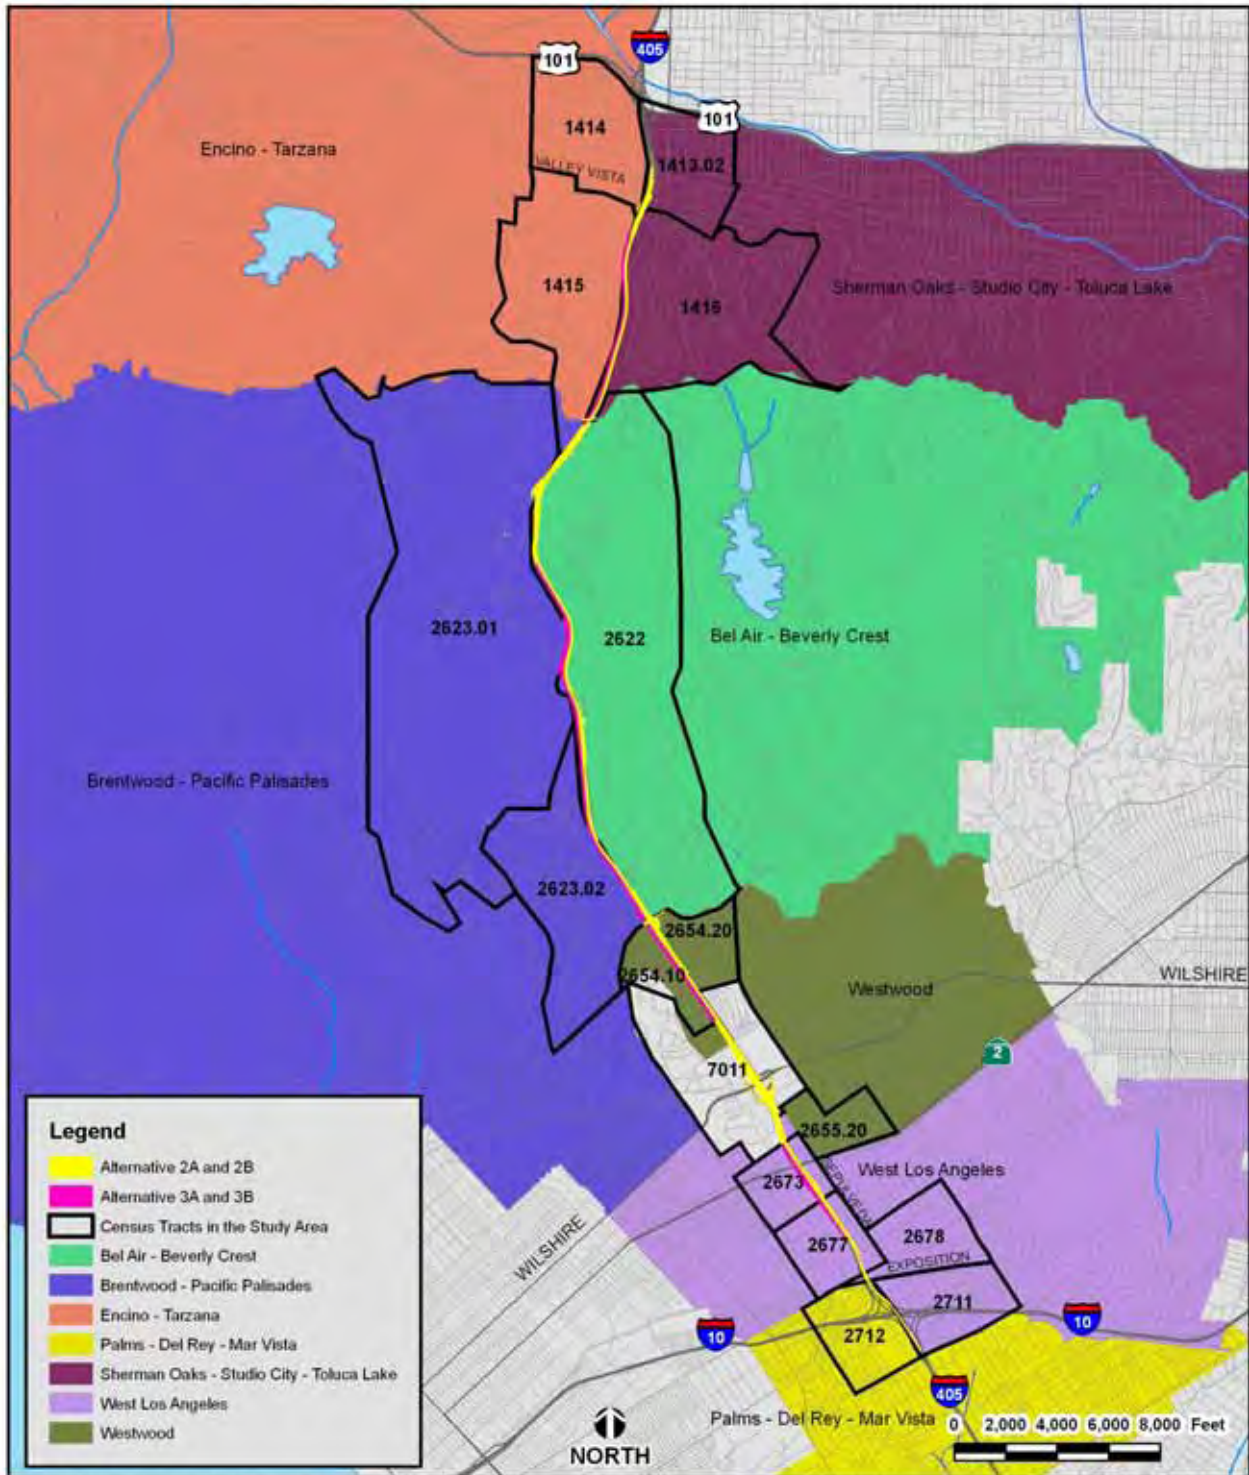 405
101
101
1414
Encino - Tarzana
VALLEY VISTA
1413.02
1415
Sherman Oaks - Studio City - Toluca Lake
1416
2623.01
2622
Bel Air - Beverly Crest
Brentwood - Pacific Palisades
2623.02
2654.20
2654.10
WILSHIRE
Westwood
2
7011
2655.20
West Los Angeles
2673
SEPULVEDA
WILSHIRE
2677
2678
EXPOSITION
2711
10
10
2712
405
Palms - Del Rey - Mar Vista
Legend
Alternative 2A and 2B
Alternative 3A and 3B
Census Tracts in the Study Area
Bel Air - Beverly Crest
Brentwood - Pacific Palisades
Encino - Tarzana
Palms - Del Rey - Mar Vista
Sherman Oaks - Studio City - Toluca Lake
West Los Angeles
Westwood
NORTH
0 2,000 4,000 6,000 8,000 Feet